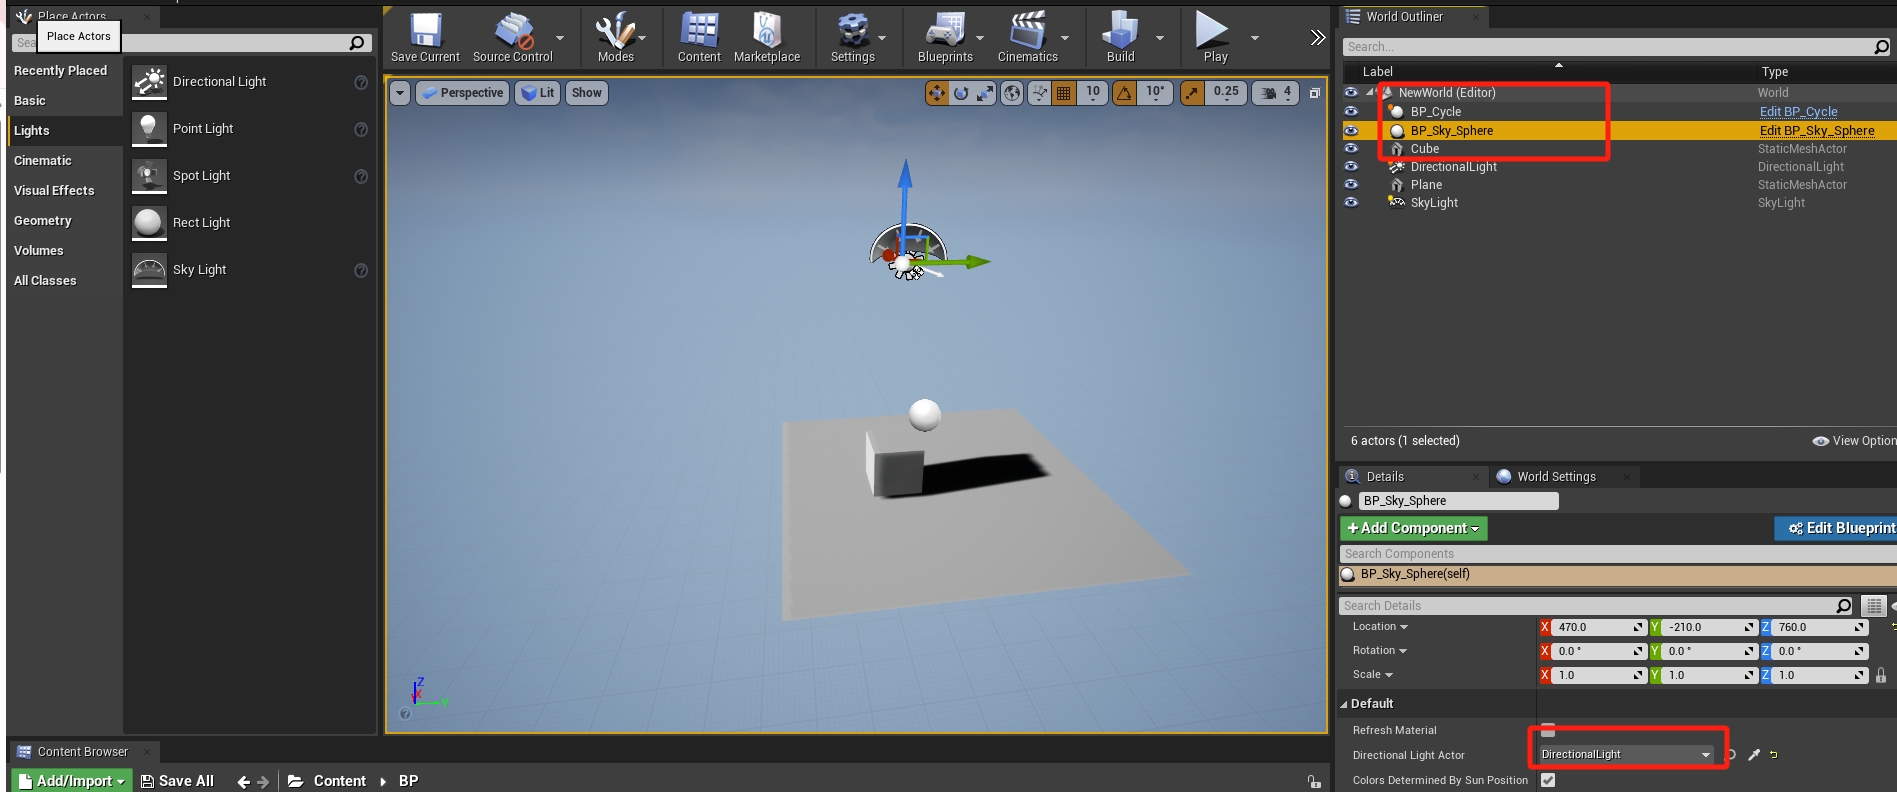 Place Actors
Place Actors
Sea
Recently Placed
Basic
Lights
Cinematic
Visual Effects
Geometry
Volumes
All Classes
Directional Light
Point Light
Spot Light
Rect Light
Sky Light
Save Current
Source Control
Modes
Content
Marketplace
Settings
Blueprints
Cinematics
Build
Play
Perspective
Lit
Show
10
10°
0.25
4
Z
X
Y
World Outliner
Search...
Label Type
NewWorld (Editor) World
BP_Cycle Edit BP_Cycle
BP_Sky_Sphere Edit BP_Sky_Sphere
Cube StaticMeshActor
DirectionalLight DirectionalLight
Plane StaticMeshActor
SkyLight SkyLight
6 actors (1 selected) View Option
Details World Settings
BP_Sky_Sphere
+Add Component Edit Blueprint
Search Components
BP_Sky_Sphere(self)
Search Details
Location X 470.0 Y -210.0 Z 760.0
Rotation X 0.0 ° Y 0.0 ° Z 0.0 °
Scale X 1.0 Y 1.0 Z 1.0
Default
Refresh Material
Directional Light Actor DirectionalLight
Colors Determined By Sun Position
Content Browser
Add/Import Save All Content BP